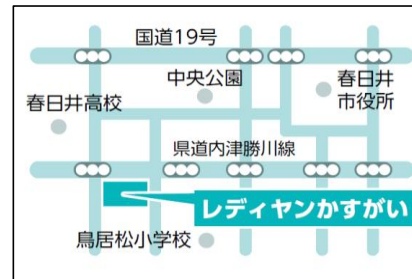 国道19号
中央公園
春日井
市役所
春日井高校
県道内津勝川線
レディヤンかすがい
鳥居松小学校